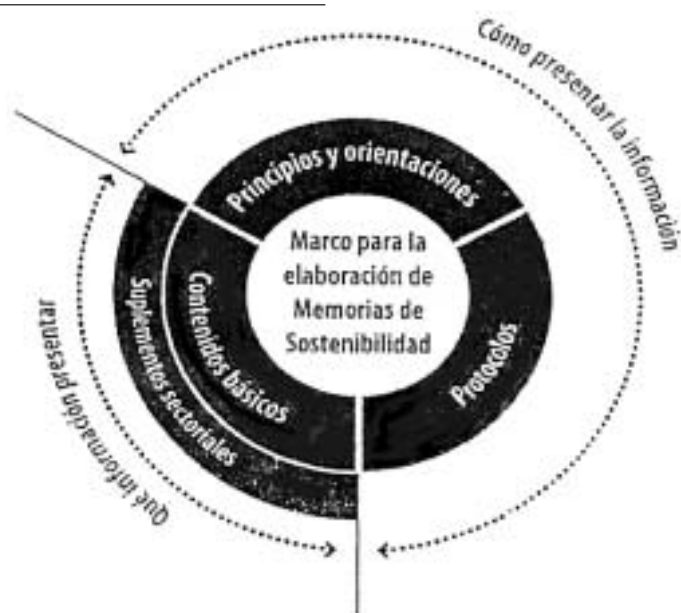 Cómo presentar la información
Principios y orientaciones
Marco para la
elaboración de
Memorias de
Sostenibilidad
Contenidos básicos
Suplementos sectoriales
Protocolos
Qué información presentar